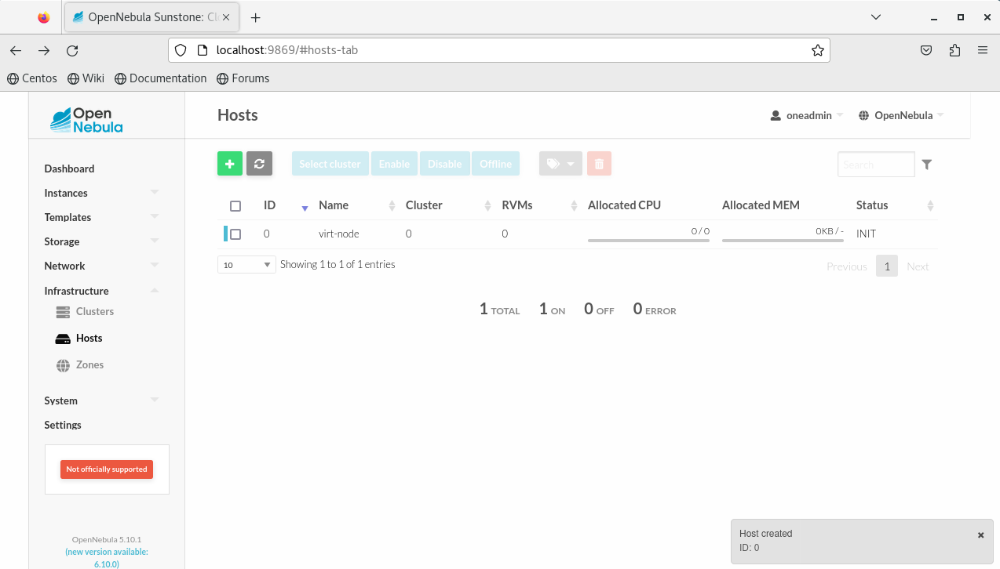 OpenNebula Sunstone: Cl
localhost:9869/#hosts-tab
Centos Wiki Documentation Forums
Open
Nebula
Hosts
oneadmin OpenNebula
Dashboard
Instances
Templates
Storage
Network
Infrastructure
Clusters
Hosts
Zones
System
Settings
Not officially supported
OpenNebula 5.10.1
(new version available:
6.10.0)
Select cluster Enable Disable Offline
Search
ID Name Cluster RVMs Allocated CPU Allocated MEM Status
0 virt-node 0 0 0 / 0 0KB / - INIT
10 Showing 1 to 1 of 1 entries
Previous 1 Next
1 TOTAL 1 ON 0 OFF 0 ERROR
Host created
ID: 0